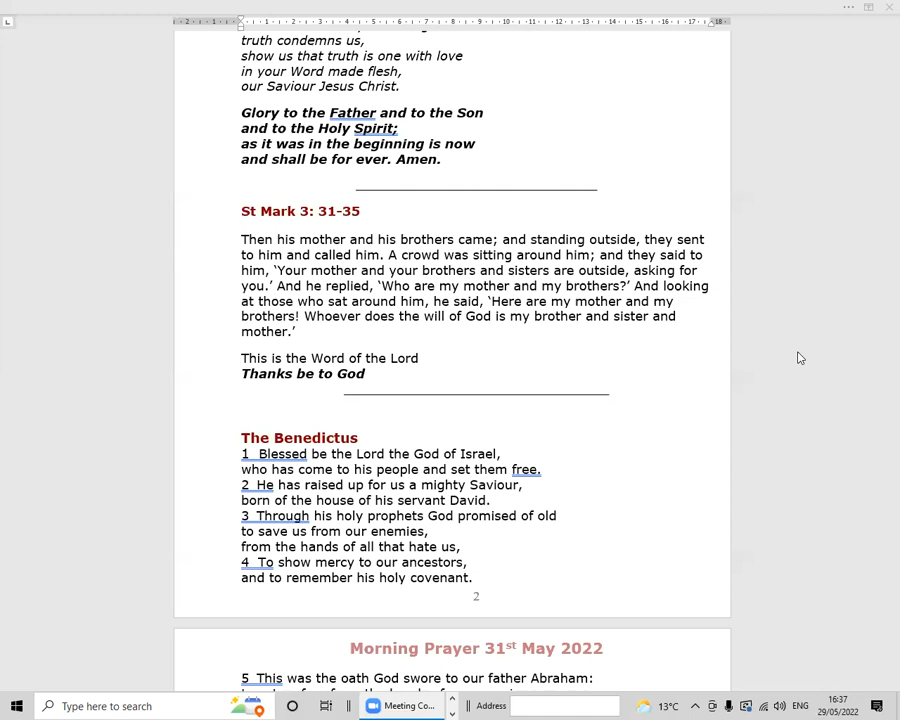 truth condemns us,
show us that truth is one with love
in your Word made flesh,
our Saviour Jesus Christ.
Glory to the Father and to the Son
and to the Holy Spirit;
as it was in the beginning is now
and shall be for ever. Amen.
St Mark 3: 31-35
Then his mother and his brothers came; and standing outside, they sent
to him and called him. A crowd was sitting around him; and they said to
him, ‘Your mother and your brothers and sisters are outside, asking for
you.’ And he replied, ‘Who are my mother and my brothers?’ And looking
at those who sat around him, he said, ‘Here are my mother and my
brothers! Whoever does the will of God is my brother and sister and
mother.’
This is the Word of the Lord
Thanks be to God
The Benedictus
1 Blessed be the Lord the God of Israel,
who has come to his people and set them free.
2 He has raised up for us a mighty Saviour,
born of the house of his servant David.
3 Through his holy prophets God promised of old
to save us from our enemies,
from the hands of all that hate us,
4 To show mercy to our ancestors,
and to remember his holy covenant.
2
Morning Prayer 31st May 2022
5 This was the oath God swore to our father Abraham:
Type here to search
Meeting Co...
Address
13°C
ENG
16:37
29/05/2022